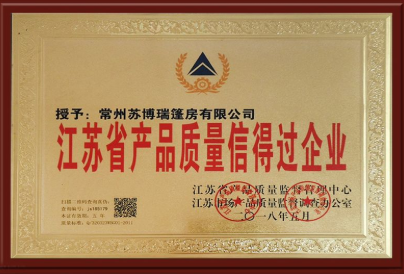 授予：常州苏博瑞篷房有限公司
江苏省产品质量信得过企业
江苏省产品质量监督管理中心
江苏市场产品质量监督调查办公室
二〇一八年五月